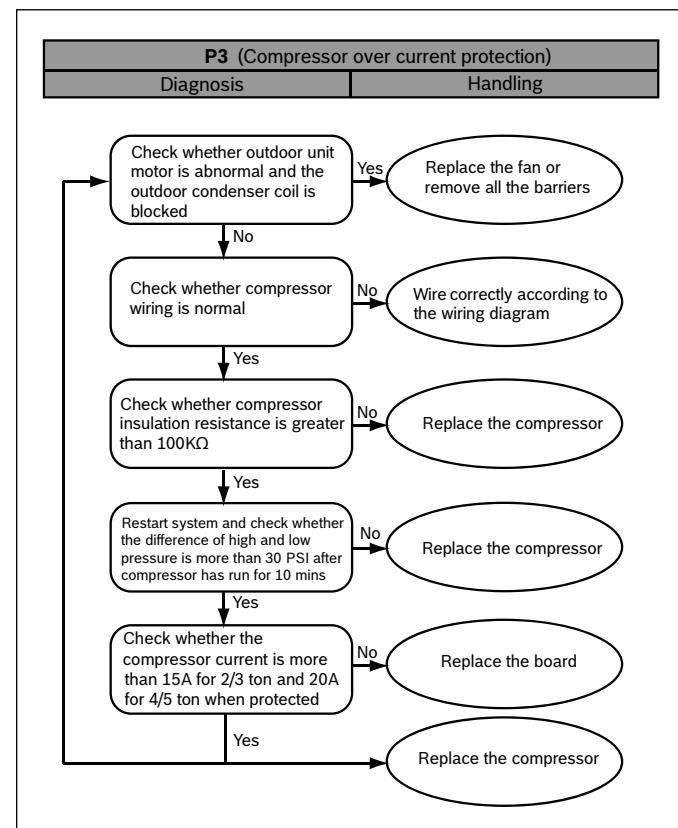 P3 (Compressor over current protection)
Diagnosis
Handling
Check whether outdoor unit
motor is abnormal and the
outdoor condenser coil is
blocked
Yes
Replace the fan or
remove all the barriers
No
Check whether compressor
wiring is normal
No
Wire correctly according to
the wiring diagram
Yes
Check whether compressor
insulation resistance is greater
than 100KΩ
No
Replace the compressor
Yes
Restart system and check whether
the difference of high and low
pressure is more than 30 PSI after
compressor has run for 10 mins
No
Replace the compressor
Yes
Check whether the
compressor current is more
than 15A for 2/3 ton and 20A
for 4/5 ton when protected
No
Replace the board
Yes
Replace the compressor